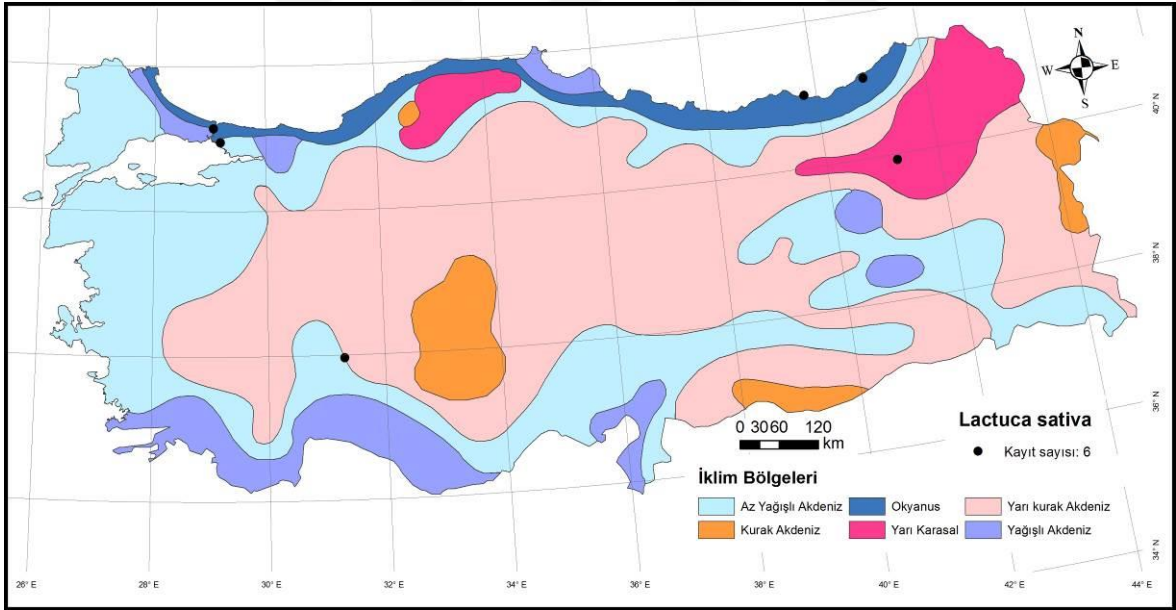 N
W E
S
40° N
38° N
36° N
34° N
0 30 60 120
km
Lactuca sativa
Kayıt sayısı: 6
İklim Bölgeleri
Az Yağışlı Akdeniz
Okyanus
Yarı kurak Akdeniz
Kurak Akdeniz
Yarı Karasal
Yağışlı Akdeniz
26° E 28° E 30° E 32° E 34° E 36° E 38° E 40° E 42° E 44° E